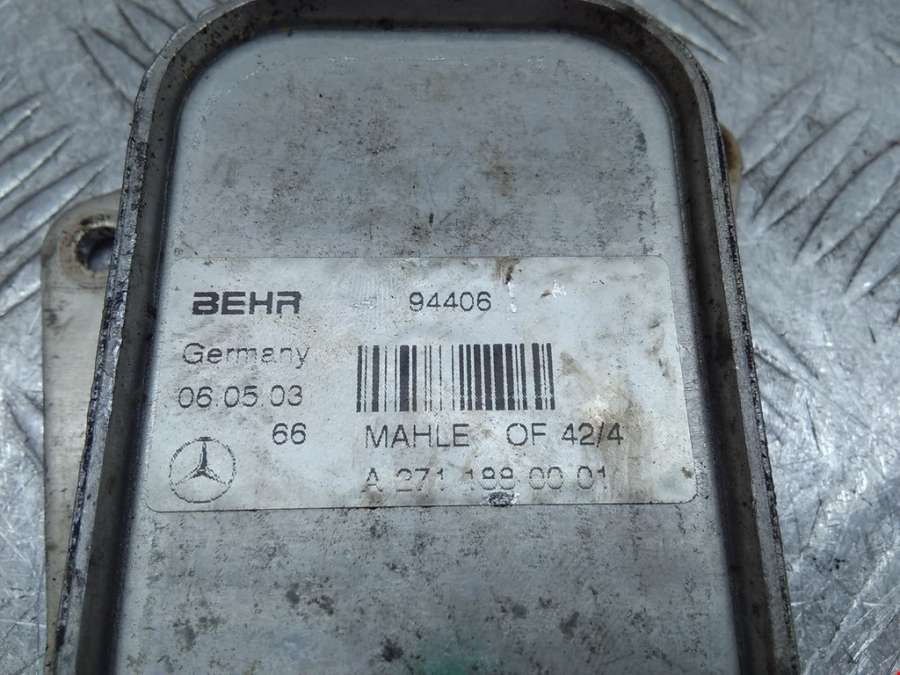 BEHR 94406
Germany
06.05.03
66 MAHLE OF 42/4
A 271 188 00 01